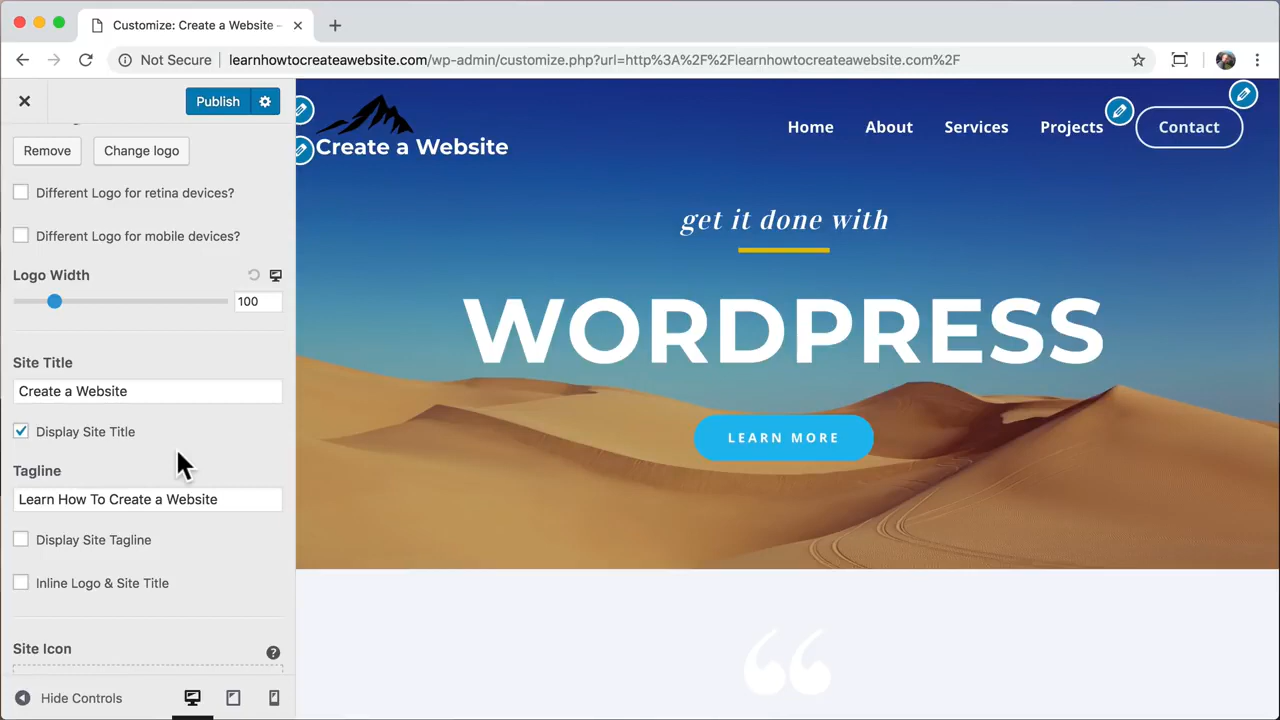 Customize: Create a Website -
Not Secure
learnhowtocreateawebsite.com/wp-admin/customize.php?url=http%3A%2F%2Flearnhowtocreateawebsite.com%2F
Publish
Remove
Change logo
Different Logo for retina devices?
Different Logo for mobile devices?
Logo Width
100
Site Title
Create a Website
Display Site Title
Tagline
Learn How To Create a Website
Display Site Tagline
Inline Logo & Site Title
Site Icon
?
Hide Controls
Create a Website
Home About Services Projects Contact
get it done with
WORDPRESS
LEARN MORE
“